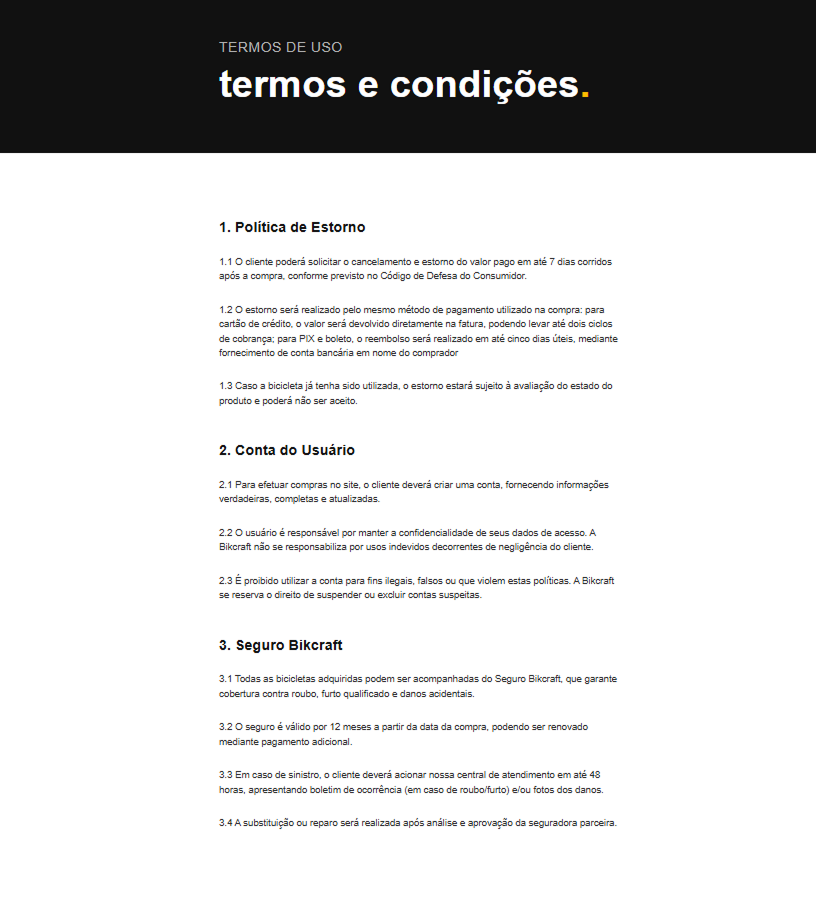 TERMOS DE USO
termos e condições.
1. Política de Estorno
1.1 O cliente poderá solicitar o cancelamento e estorno do valor pago em até 7 dias corridos
após a compra, conforme previsto no Código de Defesa do Consumidor.
1.2 O estorno será realizado pelo mesmo método de pagamento utilizado na compra: para
cartão de crédito, o valor será devolvido diretamente na fatura, podendo levar até dois ciclos
de cobrança; para PIX e boleto, o reembolso será realizado em até cinco dias úteis, mediante
fornecimento de conta bancária em nome do comprador
1.3 Caso a bicicleta já tenha sido utilizada, o estorno estará sujeito à avaliação do estado do
produto e poderá não ser aceito.
2. Conta do Usuário
2.1 Para efetuar compras no site, o cliente deverá criar uma conta, fornecendo informações
verdadeiras, completas e atualizadas.
2.2 O usuário é responsável por manter a confidencialidade de seus dados de acesso. A
Bikcraft não se responsabiliza por usos indevidos decorrentes de negligência do cliente.
2.3 É proibido utilizar a conta para fins ilegais, falsos ou que violem estas políticas. A Bikcraft
se reserva o direito de suspender ou excluir contas suspeitas.
3. Seguro Bikcraft
3.1 Todas as bicicletas adquiridas podem ser acompanhadas do Seguro Bikcraft, que garante
cobertura contra roubo, furto qualificado e danos acidentais.
3.2 O seguro é válido por 12 meses a partir da data da compra, podendo ser renovado
mediante pagamento adicional.
3.3 Em caso de sinistro, o cliente deverá acionar nossa central de atendimento em até 48
horas, apresentando boletim de ocorrência (em caso de roubo/furto) e/ou fotos dos danos.
3.4 A substituição ou reparo será realizada após análise e aprovação da seguradora parceira.